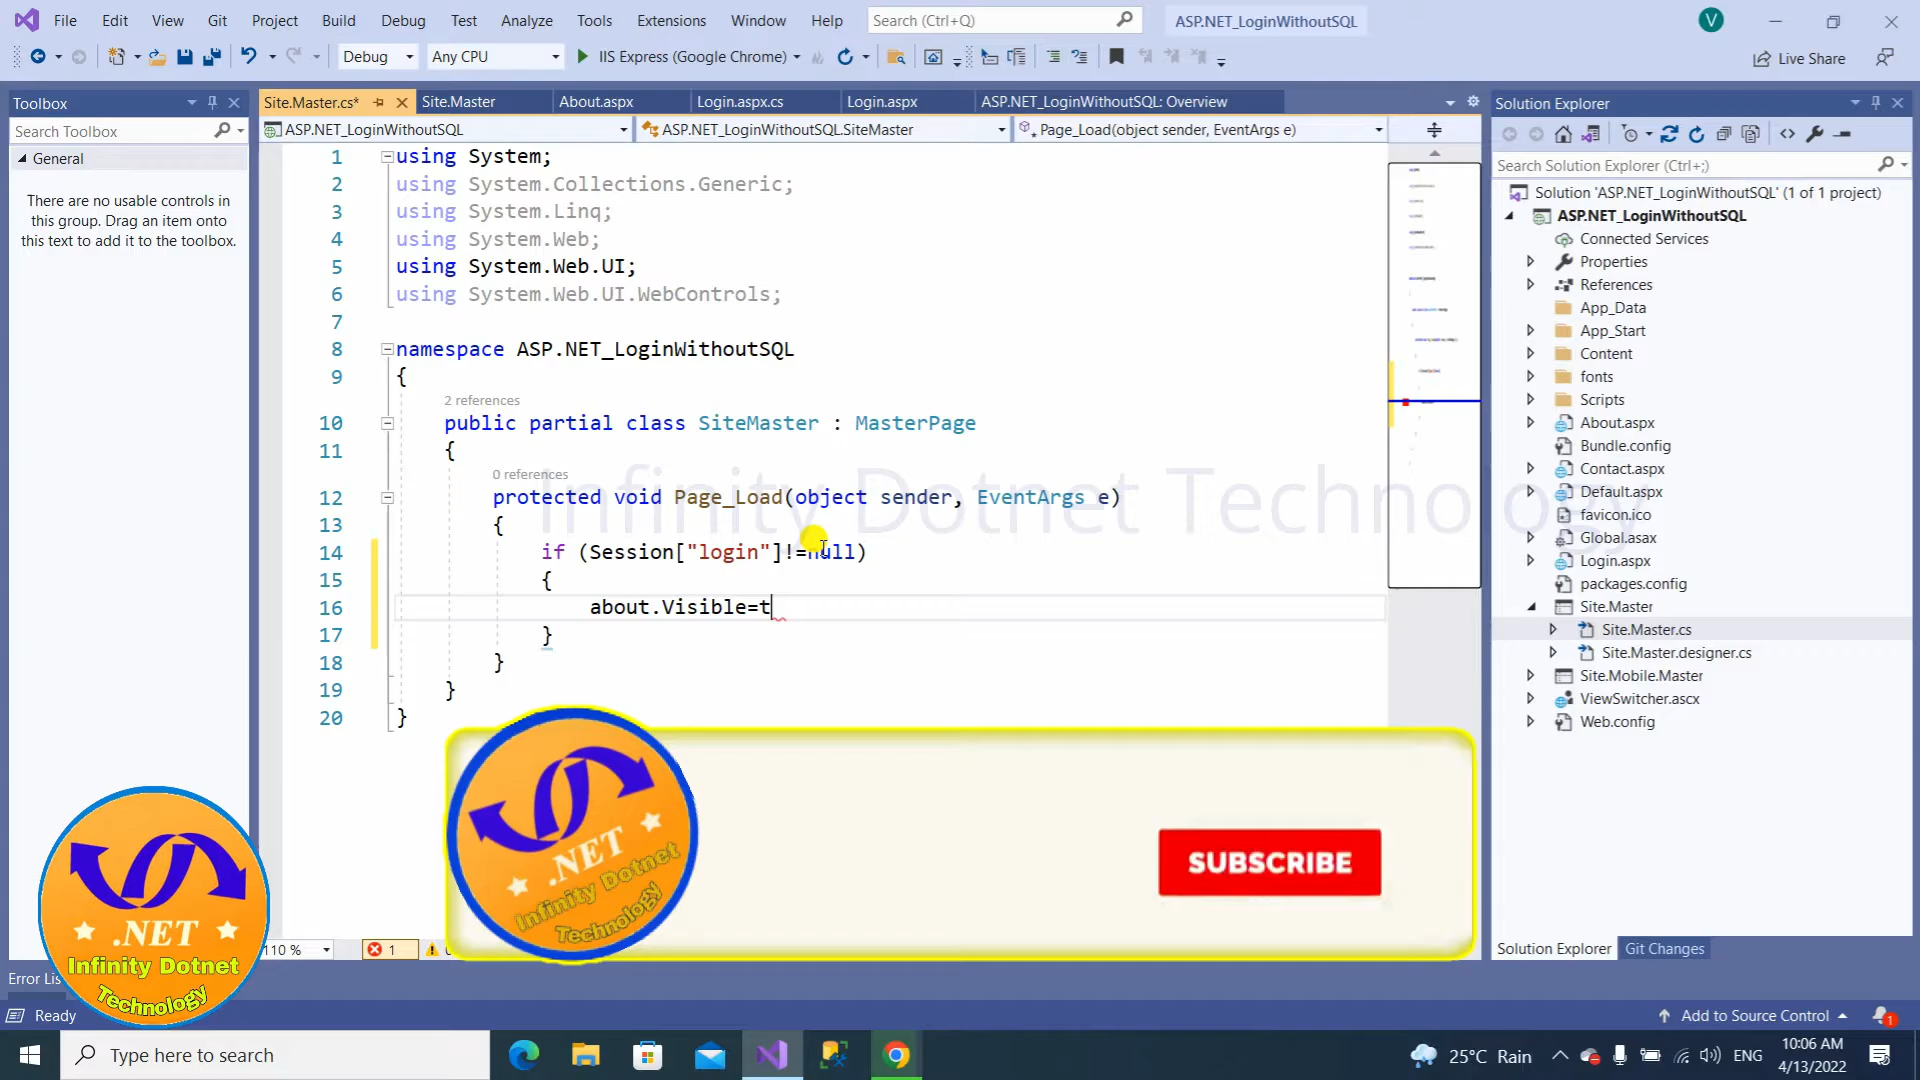 File Edit View Git Project Build Debug Test Analyze Tools Extensions Window Help Search (Ctrl+Q) ASP.NET_LoginWithoutSQL V
Debug Any CPU IIS Express (Google Chrome) Live Share
Toolbox
Search Toolbox
General
There are no usable controls in
this group. Drag an item onto
this text to add it to the toolbox.
Site.Master.cs* Site.Master About.aspx Login.aspx.cs Login.aspx ASP.NET_LoginWithoutSQL: Overview
ASP.NET_LoginWithoutSQL ASP.NET_LoginWithoutSQL.SiteMaster Page_Load(object sender, EventArgs e)
1 using System;
2 using System.Collections.Generic;
3 using System.Linq;
4 using System.Web;
5 using System.Web.UI;
6 using System.Web.UI.WebControls;
7
8 namespace ASP.NET_LoginWithoutSQL
9 {
2 references
10 public partial class SiteMaster : MasterPage
11 {
0 references
12 protected void Page_Load(object sender, EventArgs e)
13 {
14 if (Session["login"]!=null)
15 {
16 about.Visible=t
17 }
18 }
19 }
20 }
Infinity Dotnet Technology
Solution Explorer
Search Solution Explorer (Ctrl+;)
Solution 'ASP.NET_LoginWithoutSQL' (1 of 1 project)
ASP.NET_LoginWithoutSQL
Connected Services
Properties
References
App_Data
App_Start
Content
fonts
Scripts
About.aspx
Bundle.config
Contact.aspx
Default.aspx
favicon.ico
Global.asax
Login.aspx
packages.config
Site.Master
Site.Master.cs
Site.Master.designer.cs
Site.Mobile.Master
ViewSwitcher.ascx
Web.config
Solution Explorer Git Changes
.NET
Infinity Dotnet
Technology
SUBSCRIBE
.NET
Infinity Dotnet
Technology
110 % 1
Error Lis
Ready Add to Source Control 1
Type here to search 25°C Rain ENG
10:06 AM
4/13/2022